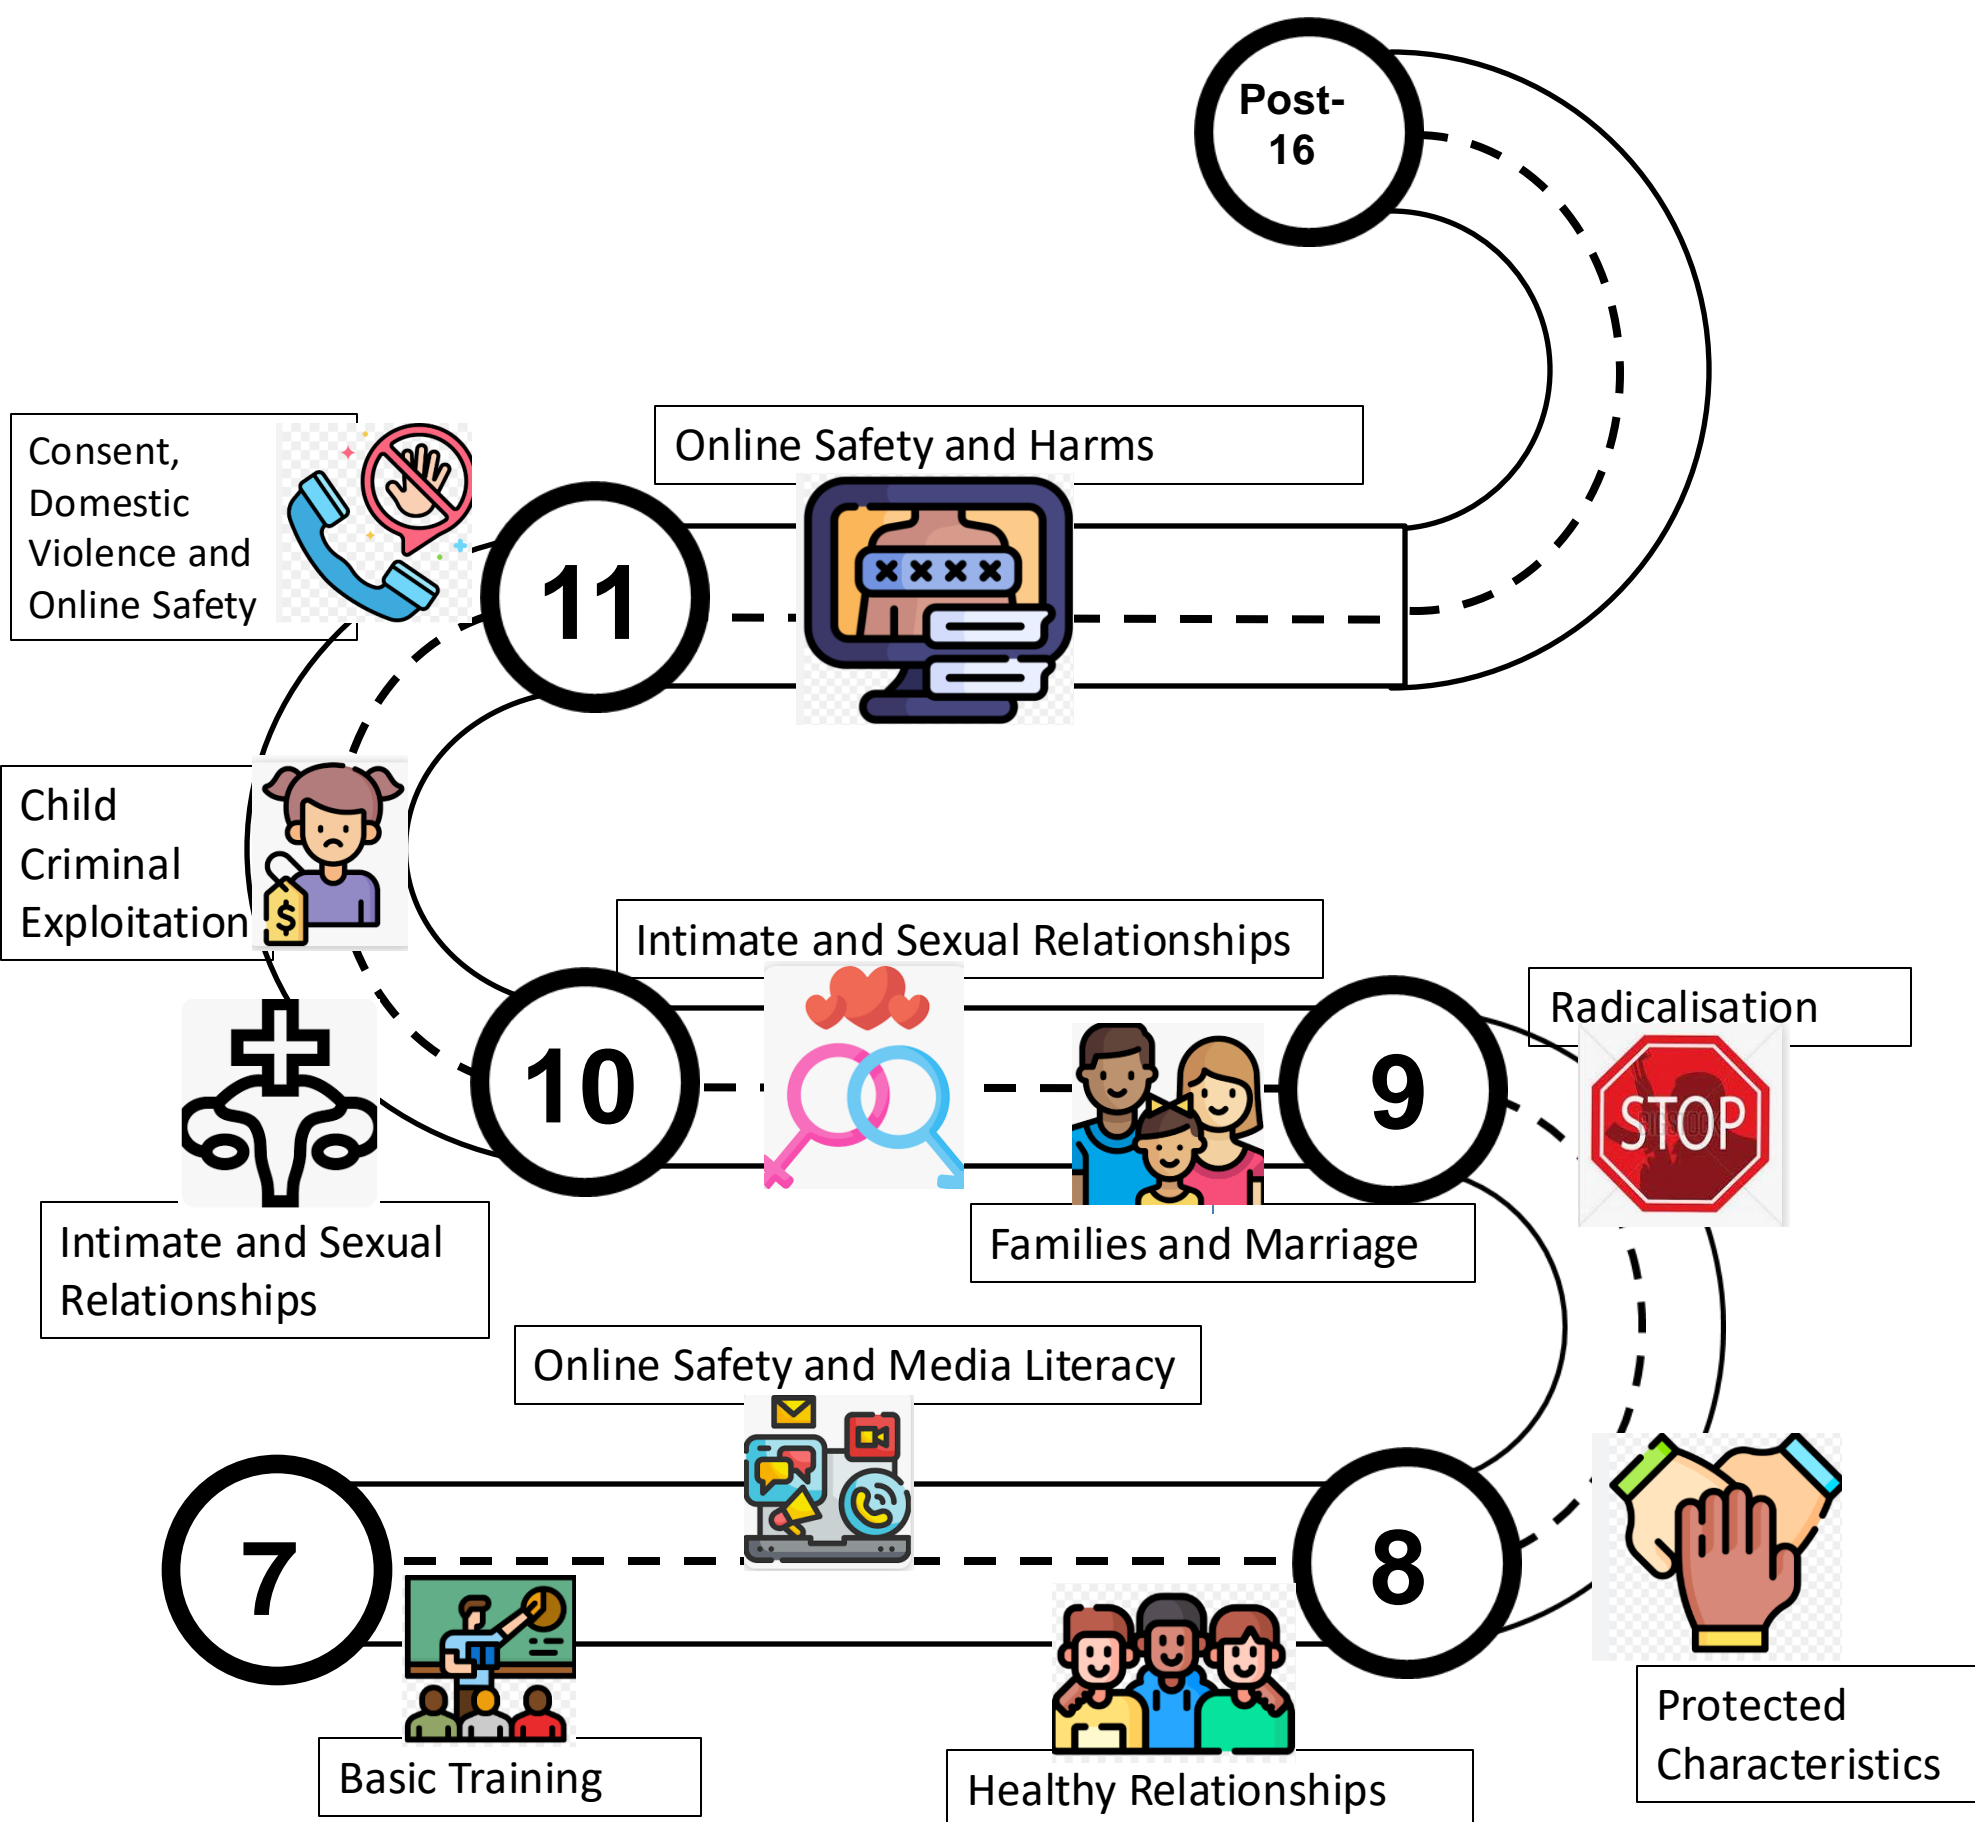 Post-
16
Consent,
Domestic
Violence and
Online Safety
Online Safety and Harms
11
Child
Criminal
Exploitation
$
Intimate and Sexual Relationships
Radicalisation
10
9
STOP
Intimate and Sexual
Relationships
Families and Marriage
Online Safety and Media Literacy
7
8
Basic Training
Healthy Relationships
Protected
Characteristics